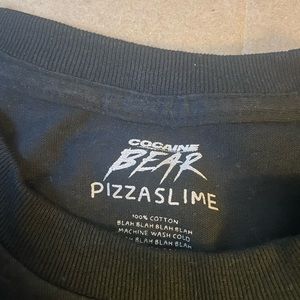 COCAINE
BEAR
PIZZASLIME
100% COTTON
BLAH BLAH BLAH BLAH
MACHINE WASH COLD
BLAH BLAH BLAH